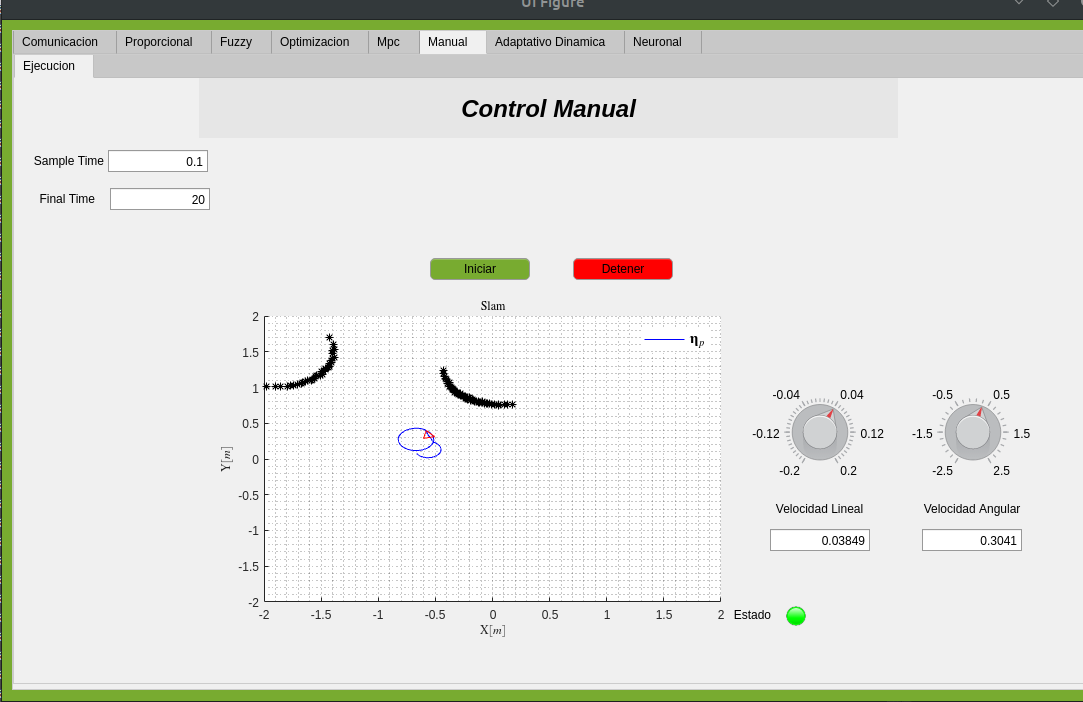 UI Figure
Comunicacion Proporcional Fuzzy Optimizacion Mpc Manual Adaptativo Dinamica Neuronal
Ejecucion
Control Manual
Sample Time 0.1
Final Time 20
Iniciar Detener
Slam
2
1.5
1
0.5
0
-0.5
-1
-1.5
-2
Y[m]
-2 -1.5 -1 -0.5 0 0.5 1 1.5 2
X[m]
ηp
-0.04 0.04
-0.12 0.12
-0.2 0.2
Velocidad Lineal
0.03849
-0.5 0.5
-1.5 1.5
-2.5 2.5
Velocidad Angular
0.3041
Estado